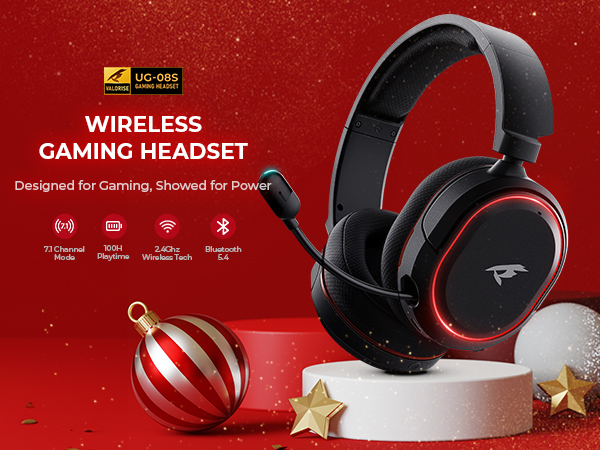 VALORISE
UG-08S
GAMING HEADSET
WIRELESS
GAMING HEADSET
Designed for Gaming, Showed for Power
7.1
7.1 Channel
Mode
100H
Playtime
2.4Ghz
Wireless Tech
Bluetooth
5.4